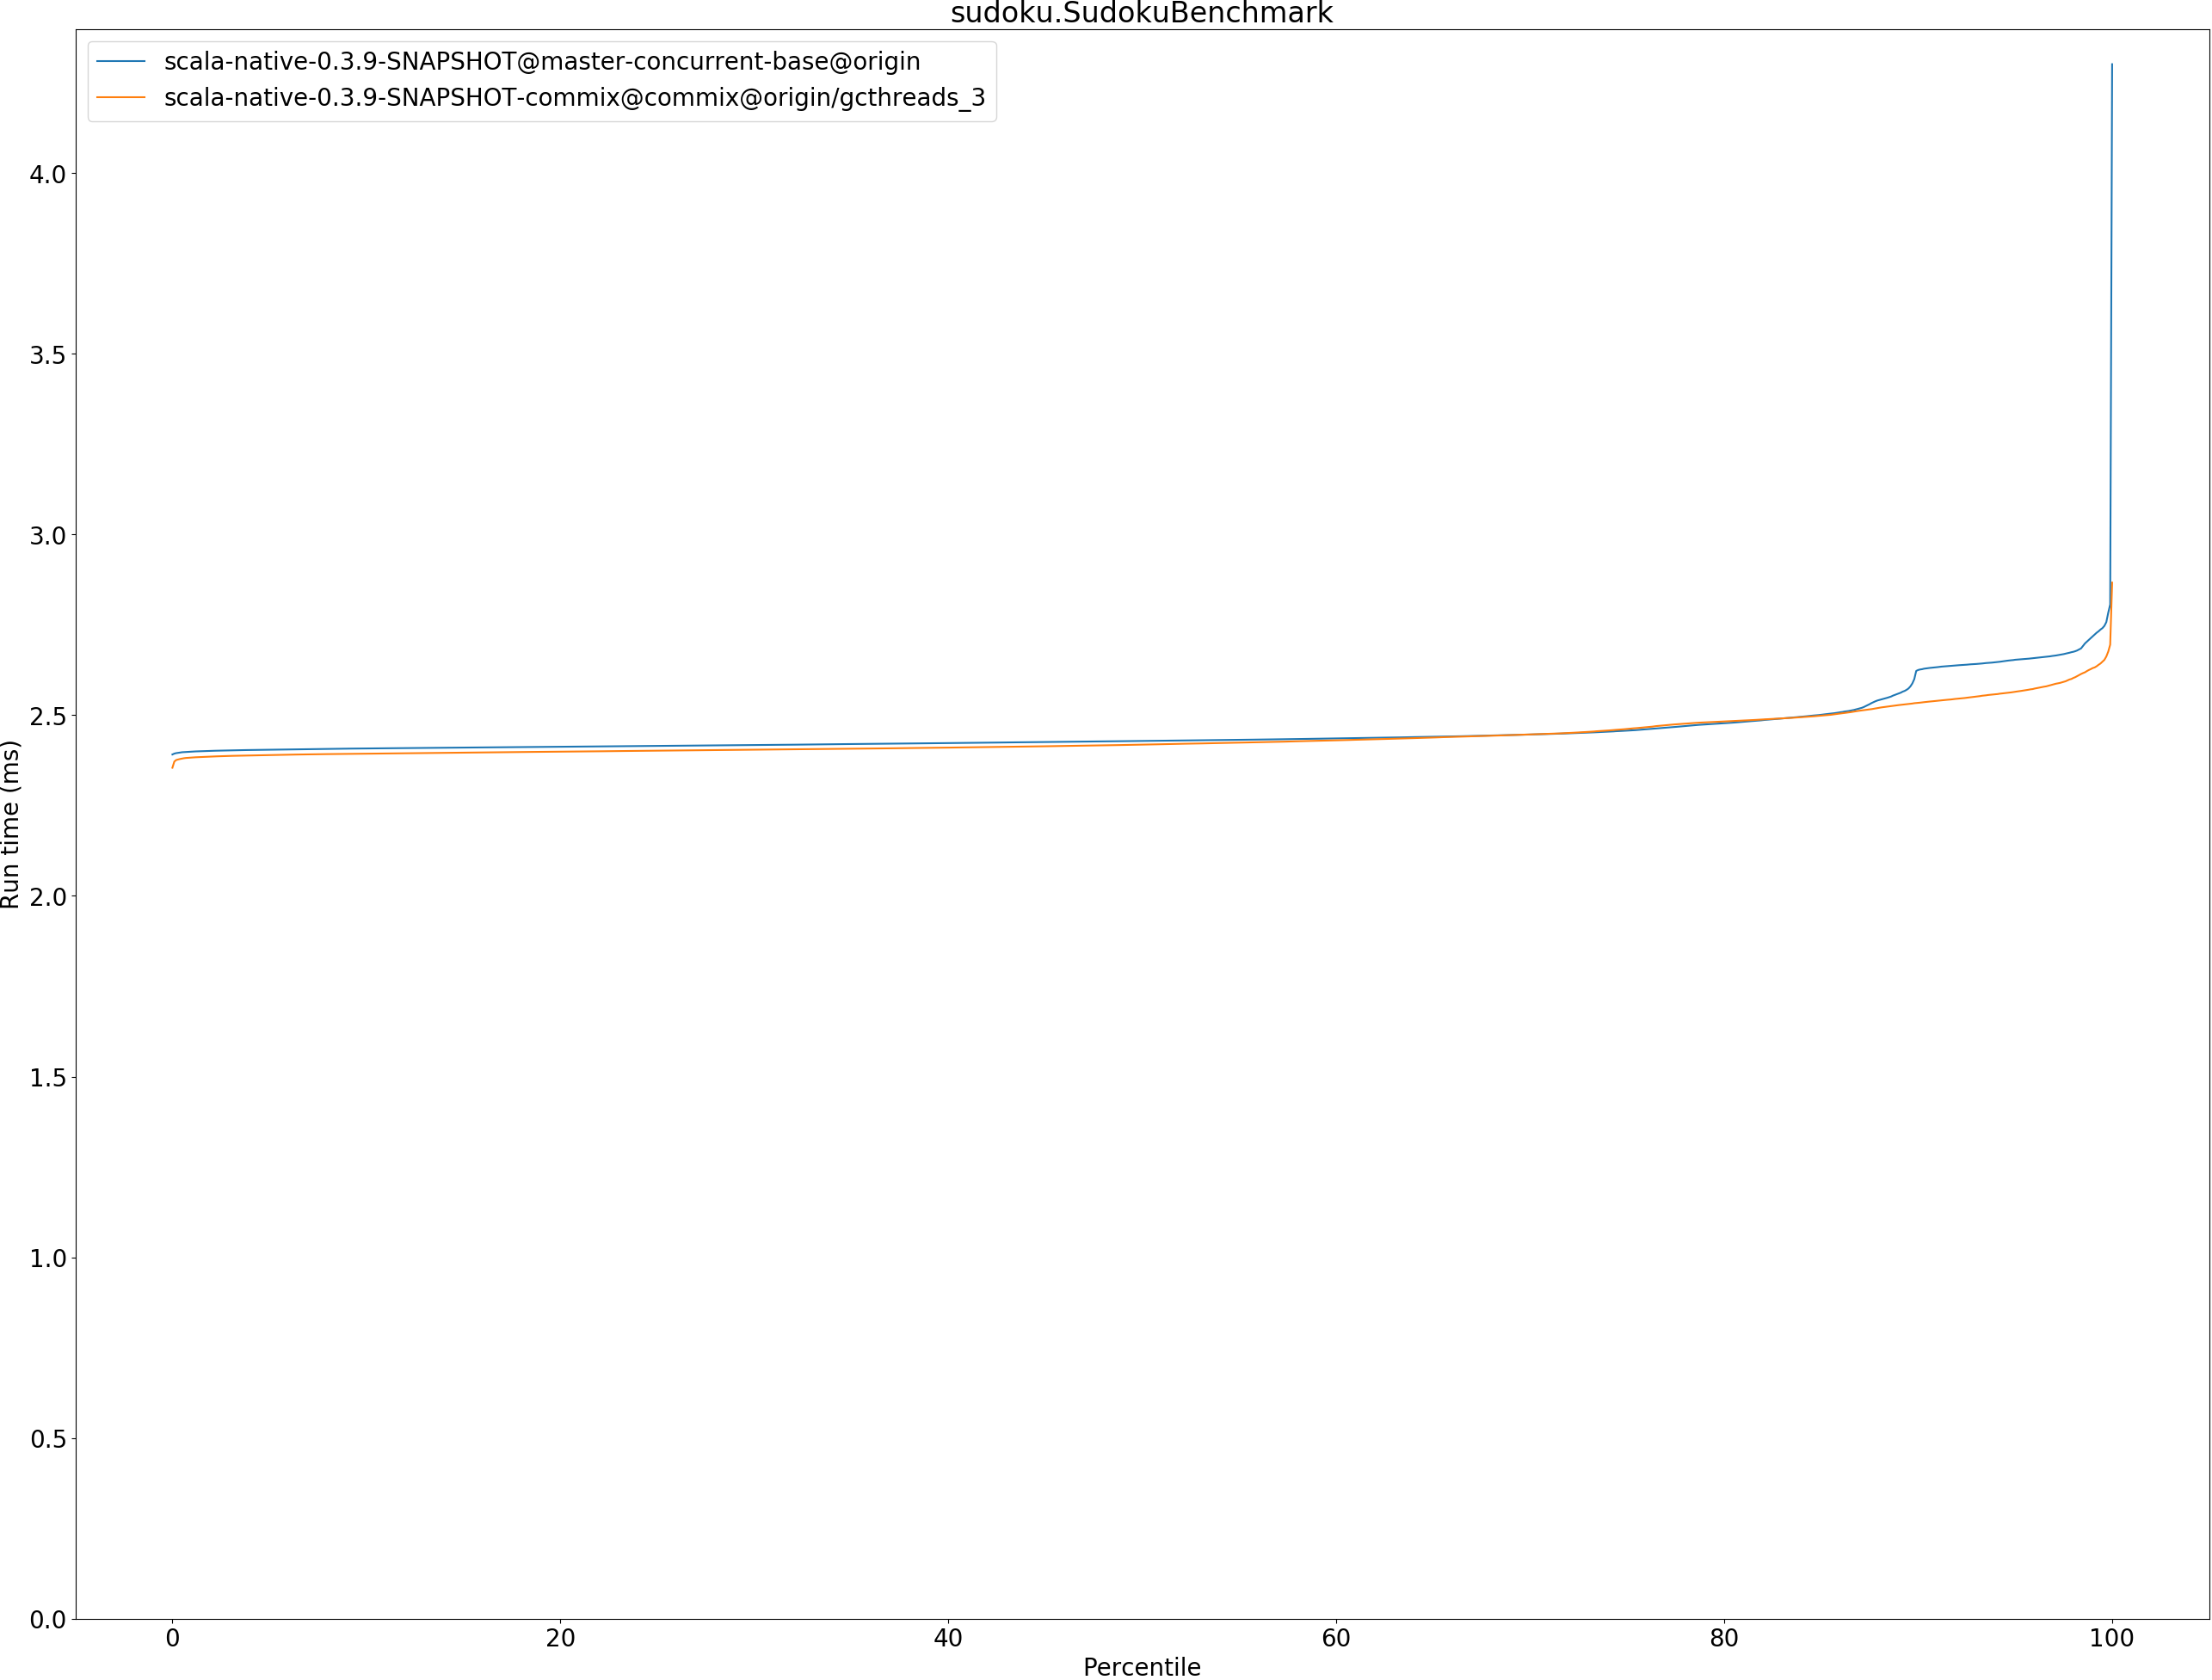 sudoku.SudokuBenchmark
scala-native-0.3.9-SNAPSHOT@master-concurrent-base@origin
scala-native-0.3.9-SNAPSHOT-commix@commix@origin/gcthreads_3
4.0
3.5
3.0
2.5
2.0
1.5
1.0
0.5
0.0
Run time (ms)
0 20 40 60 80 100
Percentile